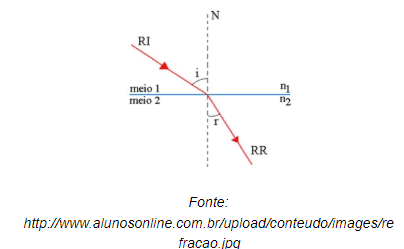 N
RI
i
meio 1 n1
meio 2 n2
r
RR
Fonte:
http://www.alunosonline.com.br/upload/conteudo/images/re
fracao.jpg